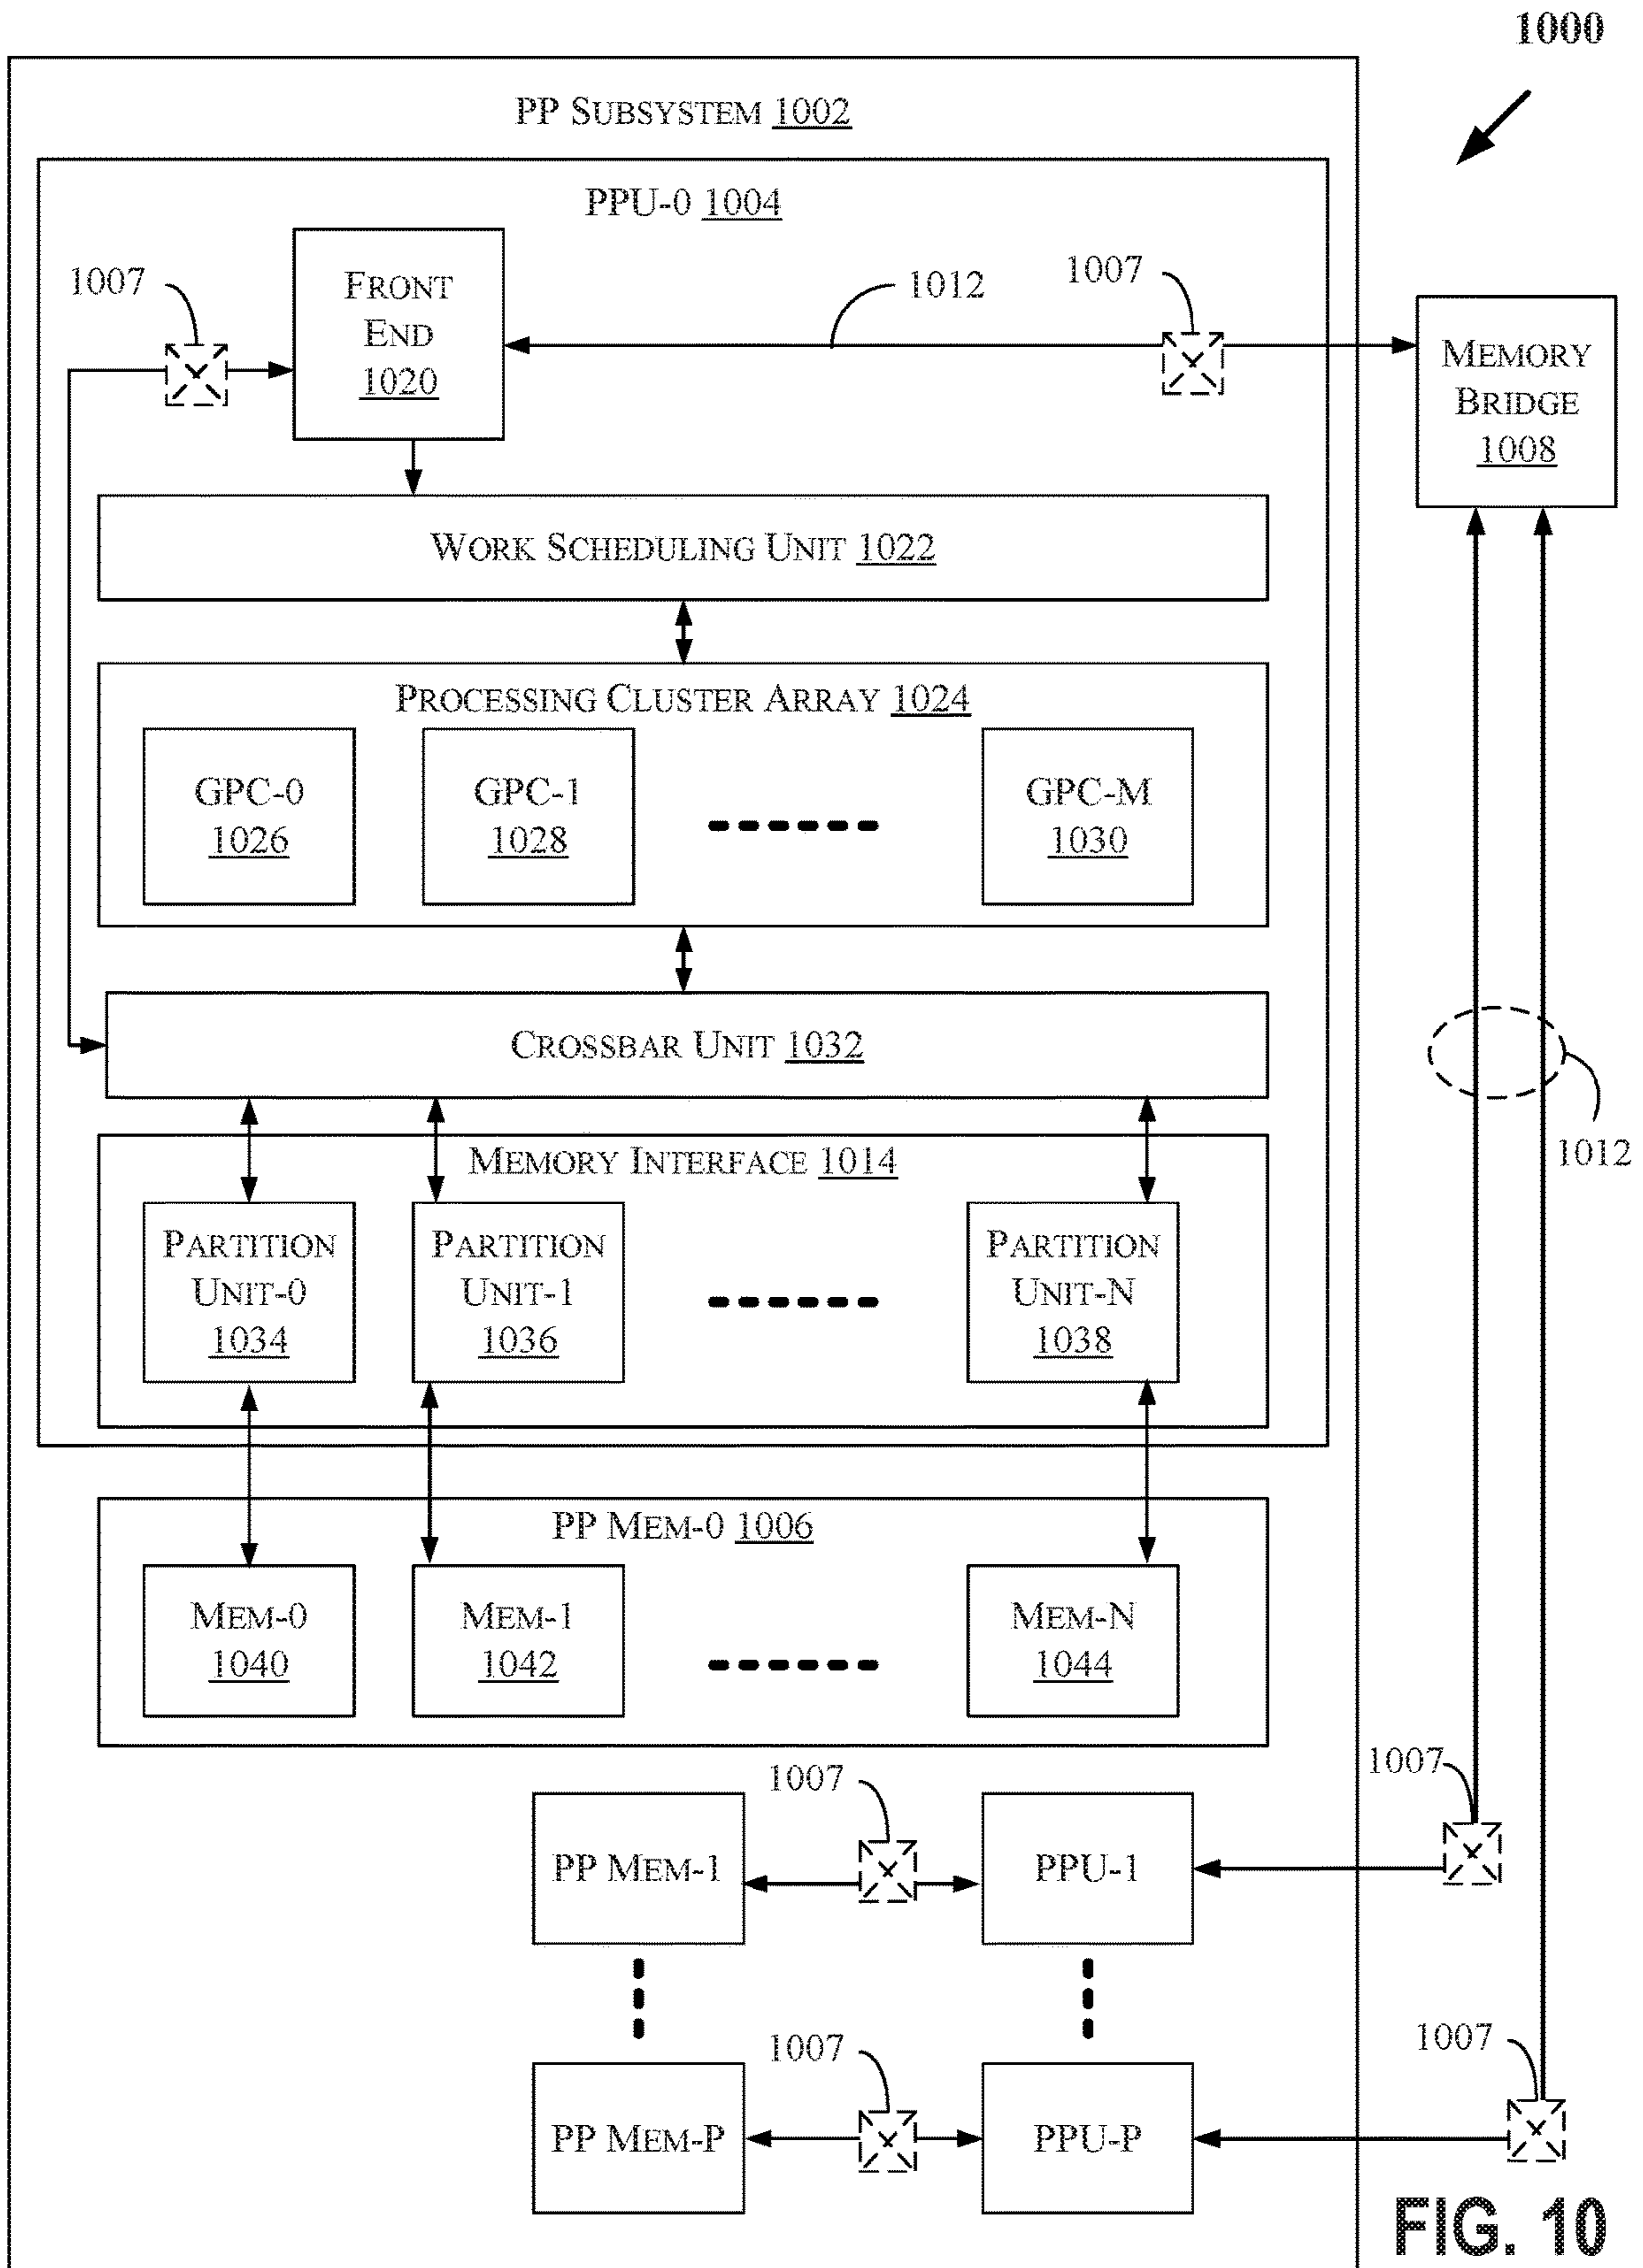 1000
PP SUBSYSTEM 1002
PPU-0 1004
1007
FRONT
END
1020
1012
1007
MEMORY
BRIDGE
1008
WORK SCHEDULING UNIT 1022
PROCESSING CLUSTER ARRAY 1024
GPC-0
1026
GPC-1
1028
GPC-M
1030
CROSSBAR UNIT 1032
1012
MEMORY INTERFACE 1014
PARTITION
UNIT-0
1034
PARTITION
UNIT-1
1036
PARTITION
UNIT-N
1038
PP MEM-0 1006
MEM-0
1040
MEM-1
1042
MEM-N
1044
1007
1007
PP MEM-1
PPU-1
1007
1007
PP MEM-P
PPU-P
FIG. 10